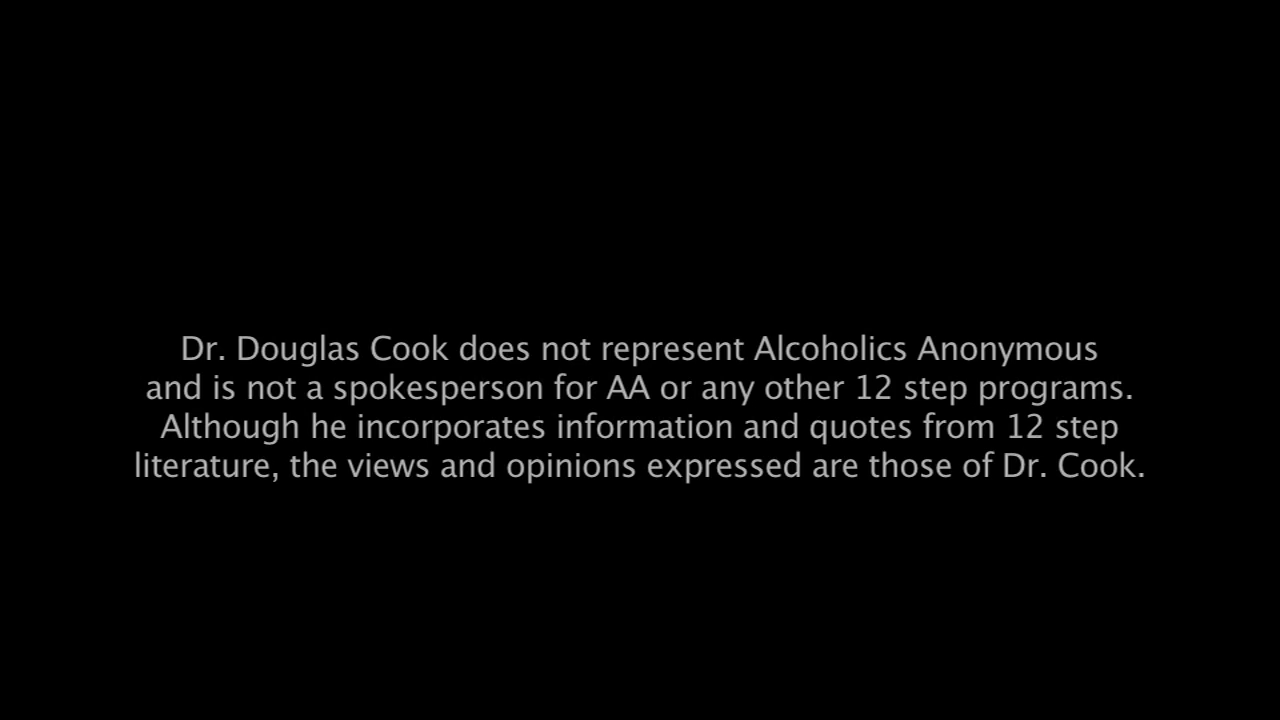 Dr. Douglas Cook does not represent Alcoholics Anonymous
and is not a spokesperson for AA or any other 12 step programs.
Although he incorporates information and quotes from 12 step
literature, the views and opinions expressed are those of Dr. Cook.